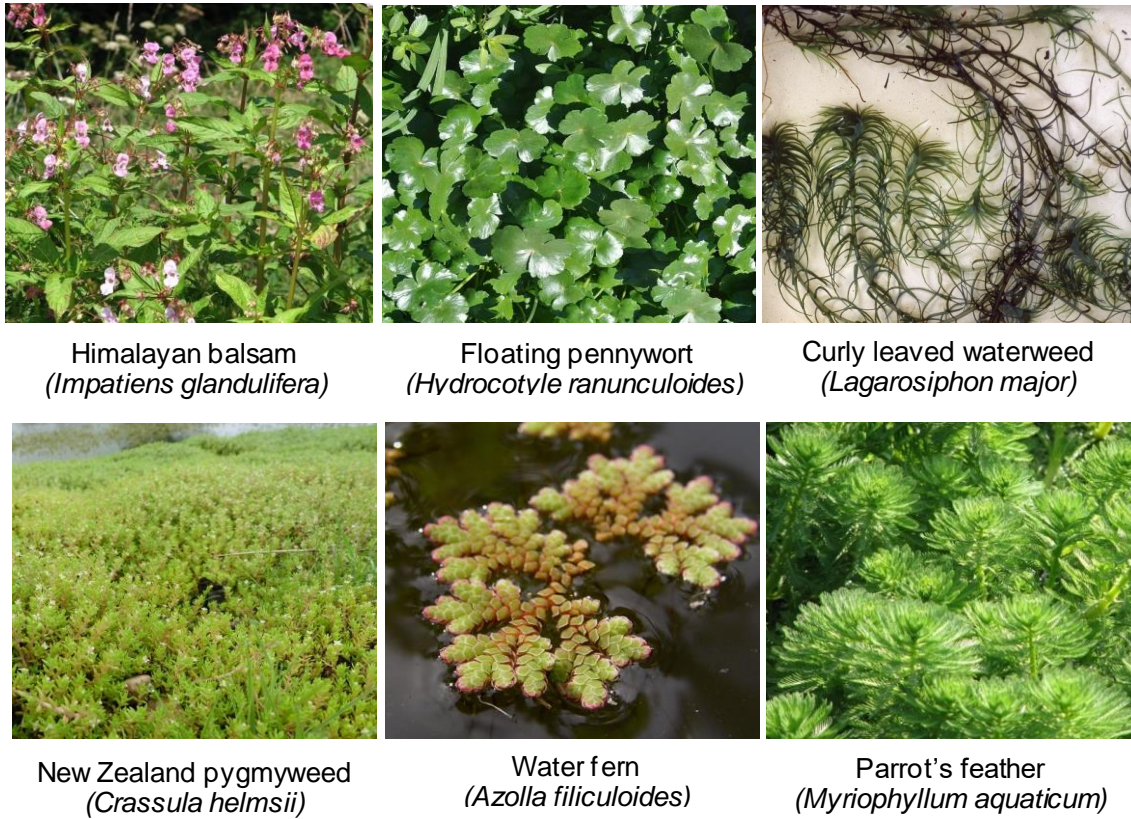 Himalayan balsam
(Impatiens glandulifera)
Floating pennywort
(Hydrocotyle ranunculoides)
Curly leaved waterweed
(Lagarosiphon major)
New Zealand pygmyweed
(Crassula helmsii)
Water fern
(Azolla filiculoides)
Parrot's feather
(Myriophyllum aquaticum)